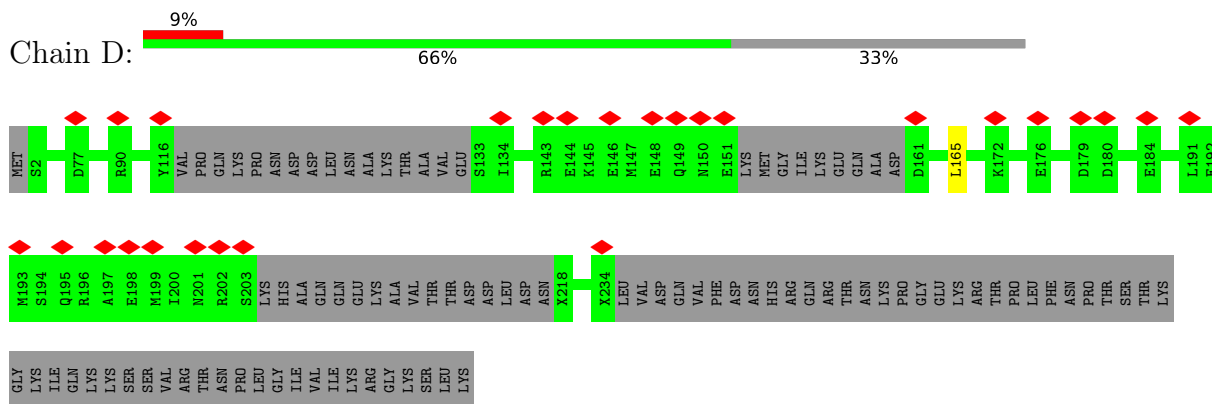 9%
Chain D:
66% 33%
MET S2 D77 R90 Y116 VAL PRO GLN LYS PRO ASN ASP ASP LEU ASN ALA LYS THR ALA VAL GLU S133 I134 R143 E144 K145 E146 M147 E148 Q149 N150 E151 LYS MET GLY ILE LYS GLU GLN ALA ASP D161 L165 K172 E176 D179 D180 E184 L191 E192
M193 S194 Q195 R196 A197 E198 M199 I200 N201 R202 S203 LYS HIS ALA GLN GLN GLU LYS ALA VAL THR THR ASP ASP LEU ASP ASN X218 X234 LEU VAL ASP GLN VAL PHE ASP ASN HIS ARG GLN ARG THR ASN LYS PRO GLY GLU LYS ARG THR PRO LEU PHE ASN PRO THR SER THR LYS
GLY LYS ILE GLN LYS LYS SER SER VAL ARG THR ASN PRO LEU GLY ILE VAL ILE LYS ARG GLY LYS SER LEU LYS